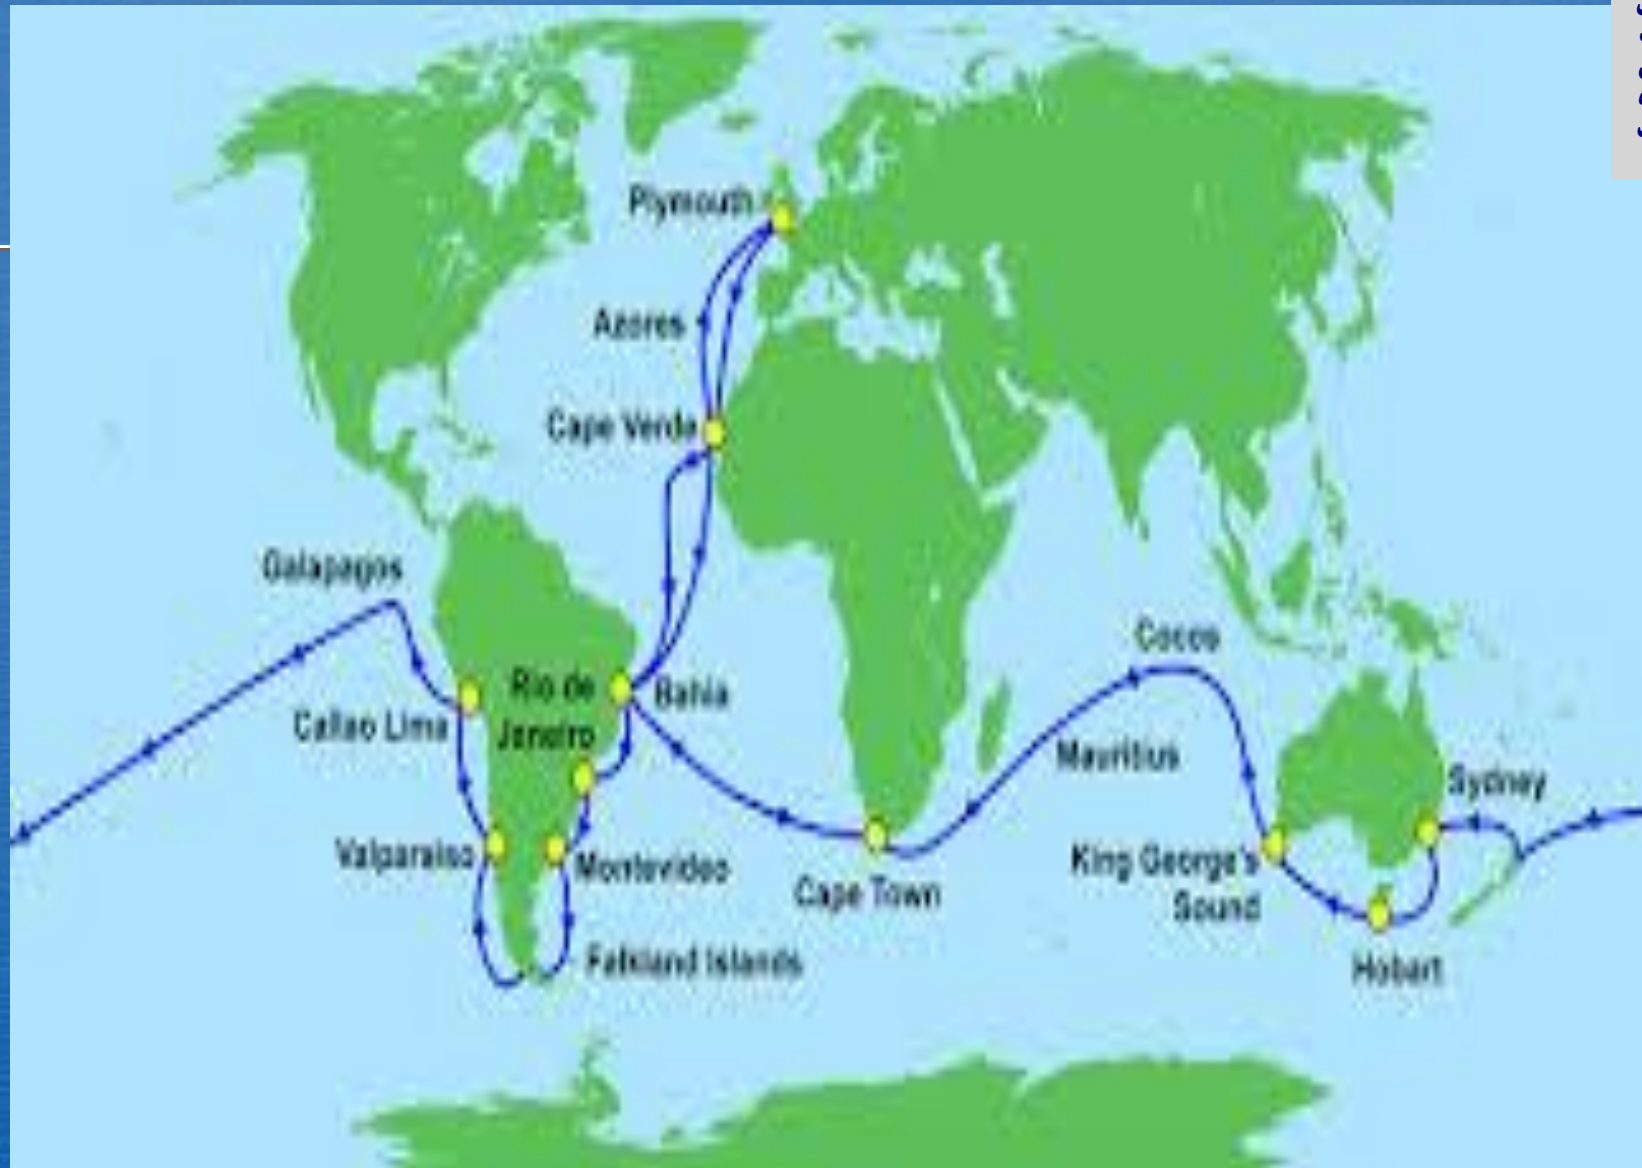 Plymouth
Azores
Cape Verde
Galapagos
Cocos
Rio de
Janeiro
Bahia
Callao Lima
Mauritius
Sydney
Valparaiso
Montevideo
King George's
Sound
Cape Town
Falkland Islands
Hobart